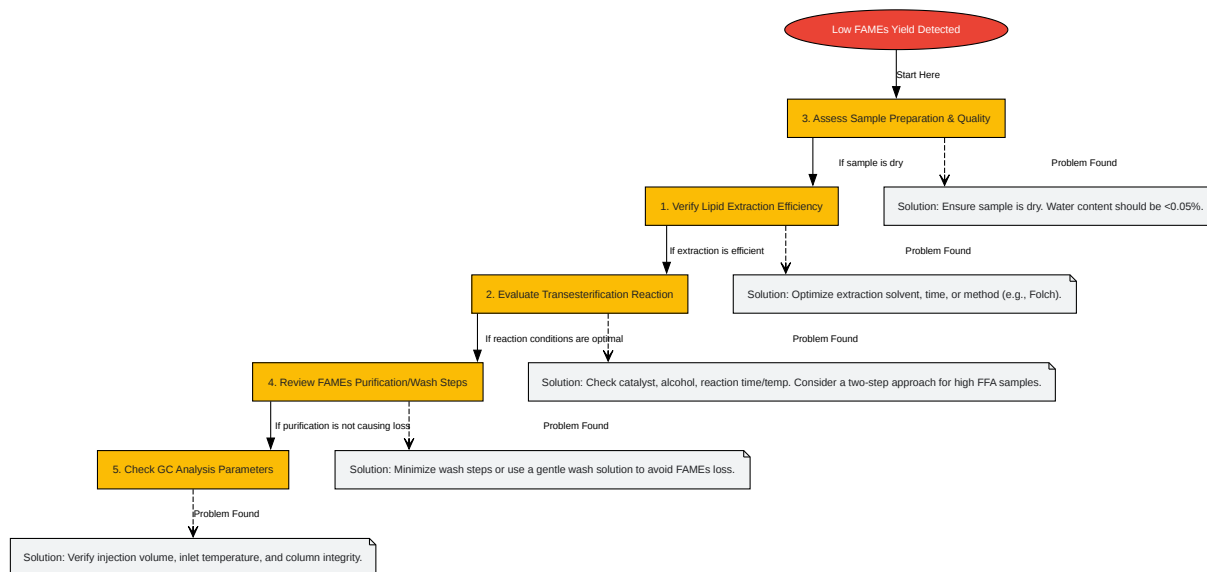 Low FAMEs Yield Detected
Start Here
3. Assess Sample Preparation & Quality
If sample is dry
Problem Found
1. Verify Lipid Extraction Efficiency
Solution: Ensure sample is dry. Water content should be <0.05%.
If extraction is efficient
Problem Found
2. Evaluate Transesterification Reaction
Solution: Optimize extraction solvent, time, or method (e.g., Folch).
If reaction conditions are optimal
Problem Found
4. Review FAMEs Purification/Wash Steps
Solution: Check catalyst, alcohol, reaction time/temp. Consider a two-step approach for high FFA samples.
If purification is not causing loss
Problem Found
5. Check GC Analysis Parameters
Solution: Minimize wash steps or use a gentle wash solution to avoid FAMEs loss.
Problem Found
Solution: Verify injection volume, inlet temperature, and column integrity.